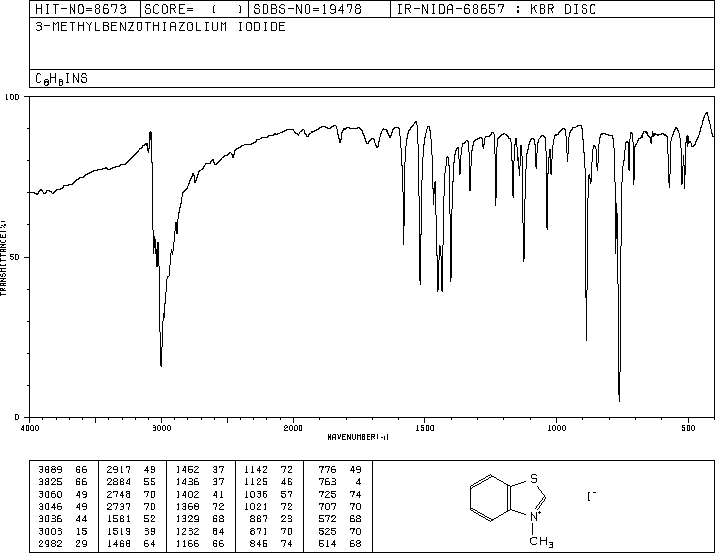 HIT-NO=8673 SCORE= ( ) SDBS-NO=19478 IR-NIDA-68657 : KBR DISC
3-METHYLBENZOTHIAZOLIUM IODIDE
C8H8INS
100
TRANSMITTANCE(%)
50
0
4000 3000 2000 1500 1000 500
WAVENUMBER(-1)
3889 66 2917 49 1452 37 1142 72 776 49
3825 66 2884 55 1436 37 1125 46 763 4
3060 49 2748 70 1402 41 1036 57 725 74
3046 49 2737 70 1368 72 1021 72 707 70
3036 44 1581 52 1329 68 887 23 572 68
3003 15 1519 39 1232 84 871 70 525 70
2982 29 1468 64 1166 66 846 74 514 68
S
N+
CH3
I-